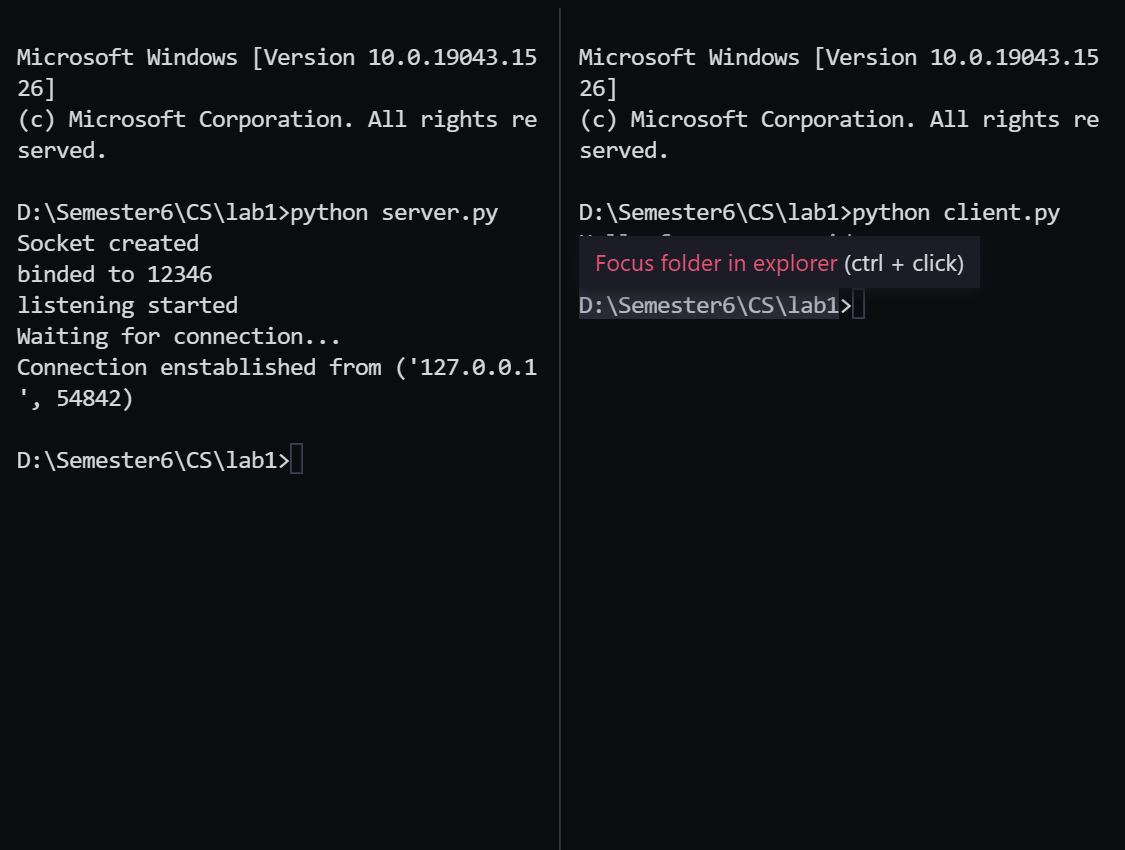 Microsoft Windows [Version 10.0.19043.15
26]
(c) Microsoft Corporation. All rights re
served.
D:\Semester6\CS\lab1>python server.py
Socket created
binded to 12346
listening started
Waiting for connection...
Connection enstablished from ('127.0.0.1
', 54842)
D:\Semester6\CS\lab1>
Microsoft Windows [Version 10.0.19043.15
26]
(c) Microsoft Corporation. All rights re
served.
D:\Semester6\CS\lab1>python client.py
Focus folder in explorer (ctrl + click)
D:\Semester6\CS\lab1>